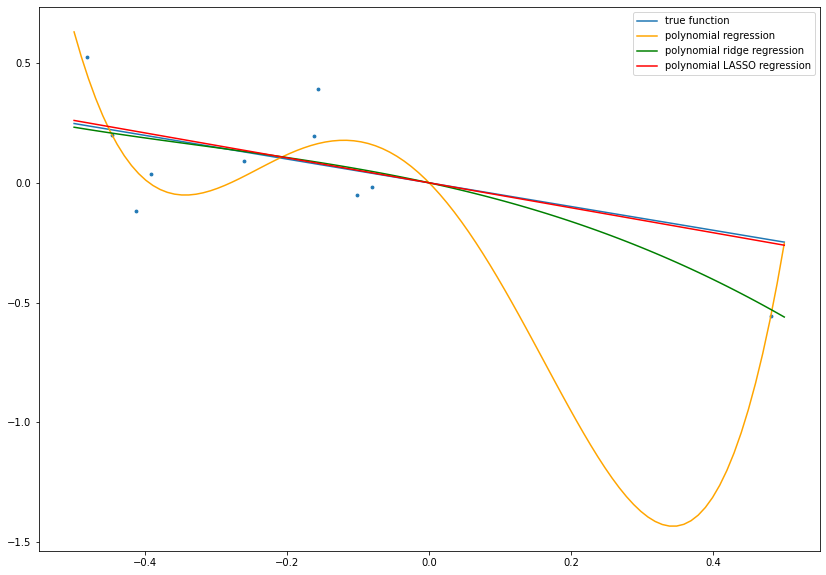 true function
polynomial regression
polynomial ridge regression
polynomial LASSO regression
0.5
0.0
−0.5
−1.0
−1.5
−0.4 −0.2 0.0 0.2 0.4